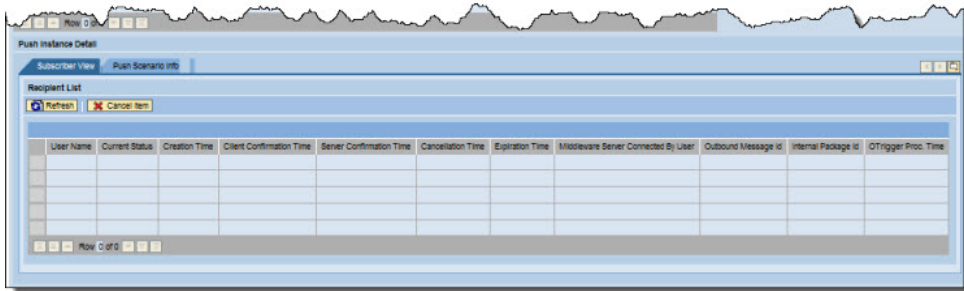 Row 0 of
Push Instance Detail
Subscriber View Push Scenario Info
Recipient List
Refresh Cancel Item
User Name Current Status Creation Time Client Confirmation Time Server Confirmation Time Cancellation Time Expiration Time Middleware Server Connected By User Outbound Message Id Internal Package Id OTrigger Proc. Time
Row 0 of 0